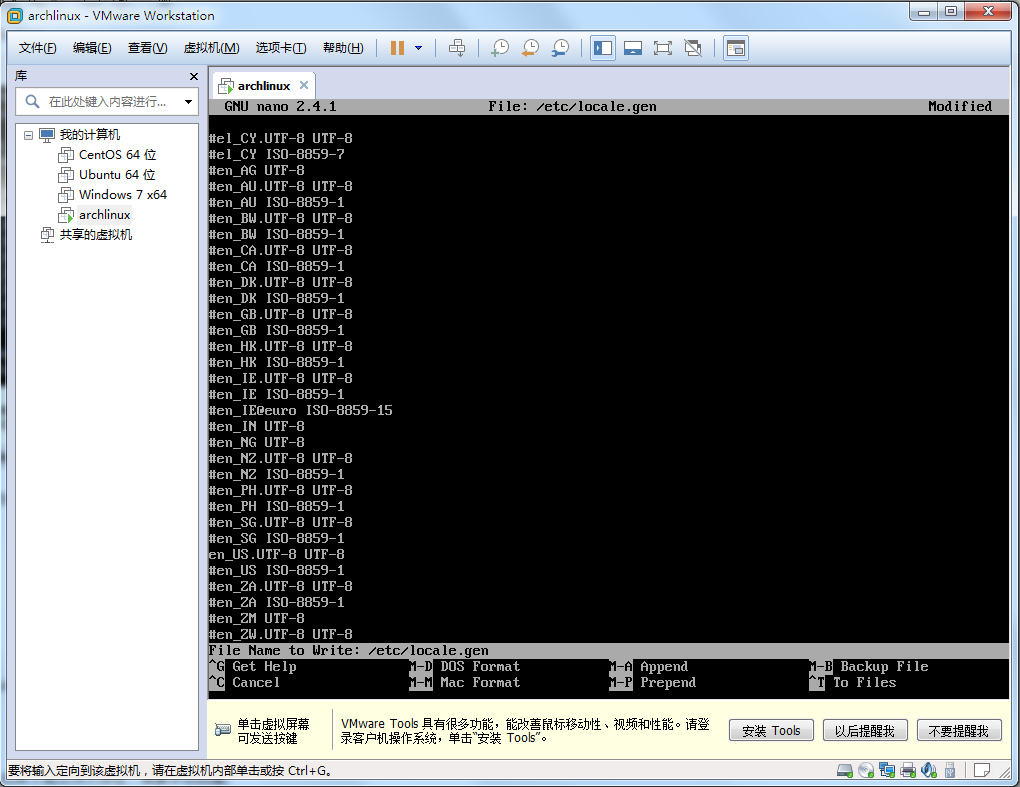 archlinux - VMware Workstation
文件(F) 编辑(E) 查看(V) 虚拟机(M) 选项卡(T) 帮助(H)
库
在此处键入内容进行...
我的计算机
CentOS 64 位
Ubuntu 64 位
Windows 7 x64
archlinux
共享的虚拟机
archlinux
GNU nano 2.4.1 File: /etc/locale.gen Modified
#el_CY.UTF-8 UTF-8
#el_CY ISO-8859-7
#en_AG UTF-8
#en_AU.UTF-8 UTF-8
#en_AU ISO-8859-1
#en_BW.UTF-8 UTF-8
#en_BW ISO-8859-1
#en_CA.UTF-8 UTF-8
#en_CA ISO-8859-1
#en_DK.UTF-8 UTF-8
#en_DK ISO-8859-1
#en_GB.UTF-8 UTF-8
#en_GB ISO-8859-1
#en_HK.UTF-8 UTF-8
#en_HK ISO-8859-1
#en_IE.UTF-8 UTF-8
#en_IE ISO-8859-1
#en_IE@euro ISO-8859-15
#en_IN UTF-8
#en_NG UTF-8
#en_NZ.UTF-8 UTF-8
#en_NZ ISO-8859-1
#en_PH.UTF-8 UTF-8
#en_PH ISO-8859-1
#en_SG.UTF-8 UTF-8
#en_SG ISO-8859-1
en_US.UTF-8 UTF-8
#en_US ISO-8859-1
#en_ZA.UTF-8 UTF-8
#en_ZA ISO-8859-1
#en_ZM UTF-8
#en_ZW.UTF-8 UTF-8
File Name to Write: /etc/locale.gen
^G Get Help M-D DOS Format M-A Append M-B Backup File
^C Cancel M-M Mac Format M-P Prepend ^T To Files
单击虚拟屏幕
可发送按键
VMware Tools 具有很多功能，能改善鼠标移动性、视频和性能。请登
录客户机操作系统，单击“安装 Tools”。
安装 Tools 以后提醒我 不要提醒我
要将输入定向到该虚拟机，请在虚拟机内部单击或按 Ctrl+G。